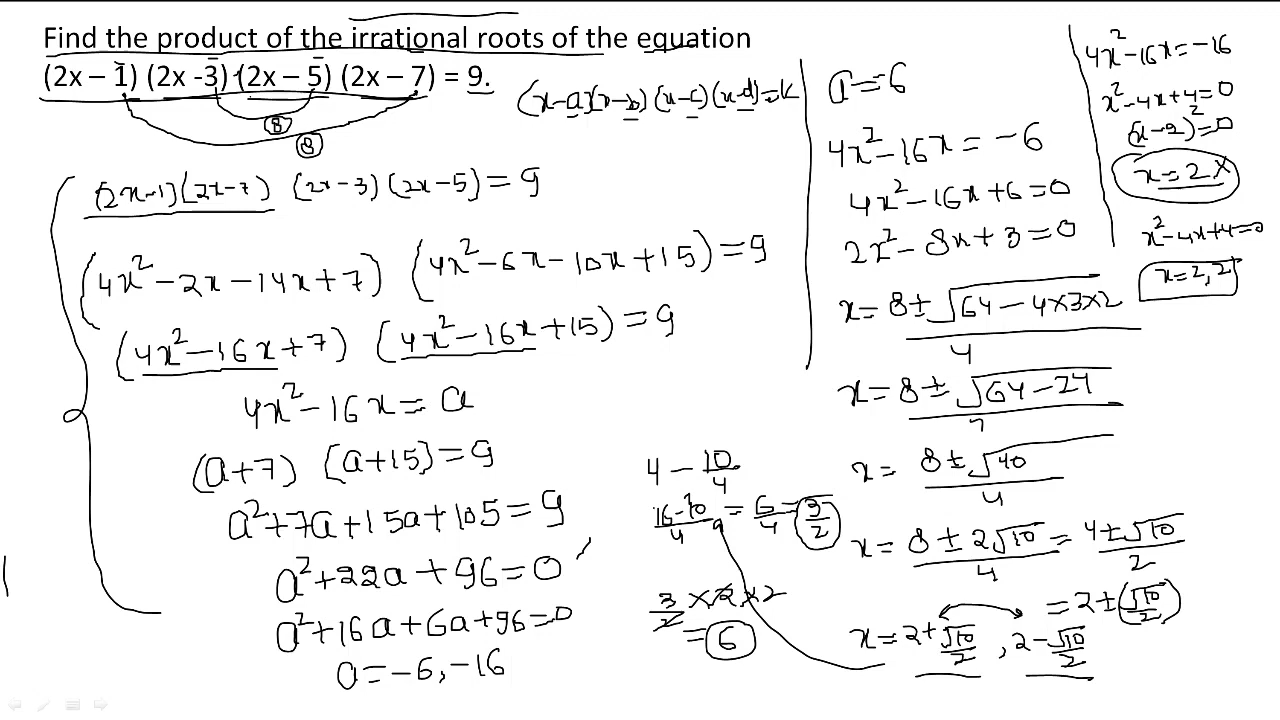 Find the product of the irrational roots of the equation
(2x – 1) (2x -3) (2x – 5) (2x – 7) = 9.
(x-a)(x-b)(x-c)(x-d)=k
8
8
(2x-1)(2x-7) (2x-3)(2x-5)=9
(4x²-2x-14x+7) (4x²-6x-10x+15)=9
(4x²-16x+7) (4x²-16x+15)=9
4x²-16x=a
(a+7) (a+15)=9
a²+7a+15a+105=9
a²+22a+96=0
a²+16a+6a+96=0
a=-6,-16
4-10/4
16-10/4=6/4=3/2
3/2×2×2
=6
a=-6
4x²-16x=-6
4x²-16x+6=0
2x²-8x+3=0
x=8±√64-4×3×2/4
x=8±√64-24/
x=8±√40/4
x=8±2√10/4=4±√10/2
=2±(√10/2)
x=2+√10/2, 2-√10/2
4x²-16x=-16
x²-4x+4=0
(x-2)²=0
x=2×
x²-4x+4=0
x=2,2